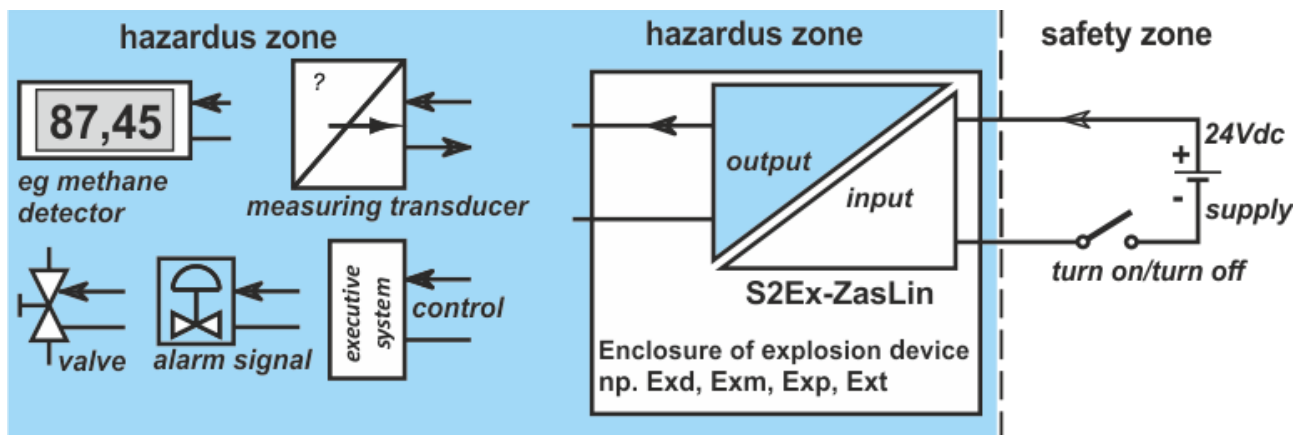 hazardus zone
87,45
eg methane
detector
?
measuring transducer
valve
alarm signal
executive
system
control
hazardus zone
output
input
S2Ex-ZasLin
Enclosure of explosion device
np. Exd, Exm, Exp, Ext
safety zone
24Vdc
+
-
supply
turn on/turn off